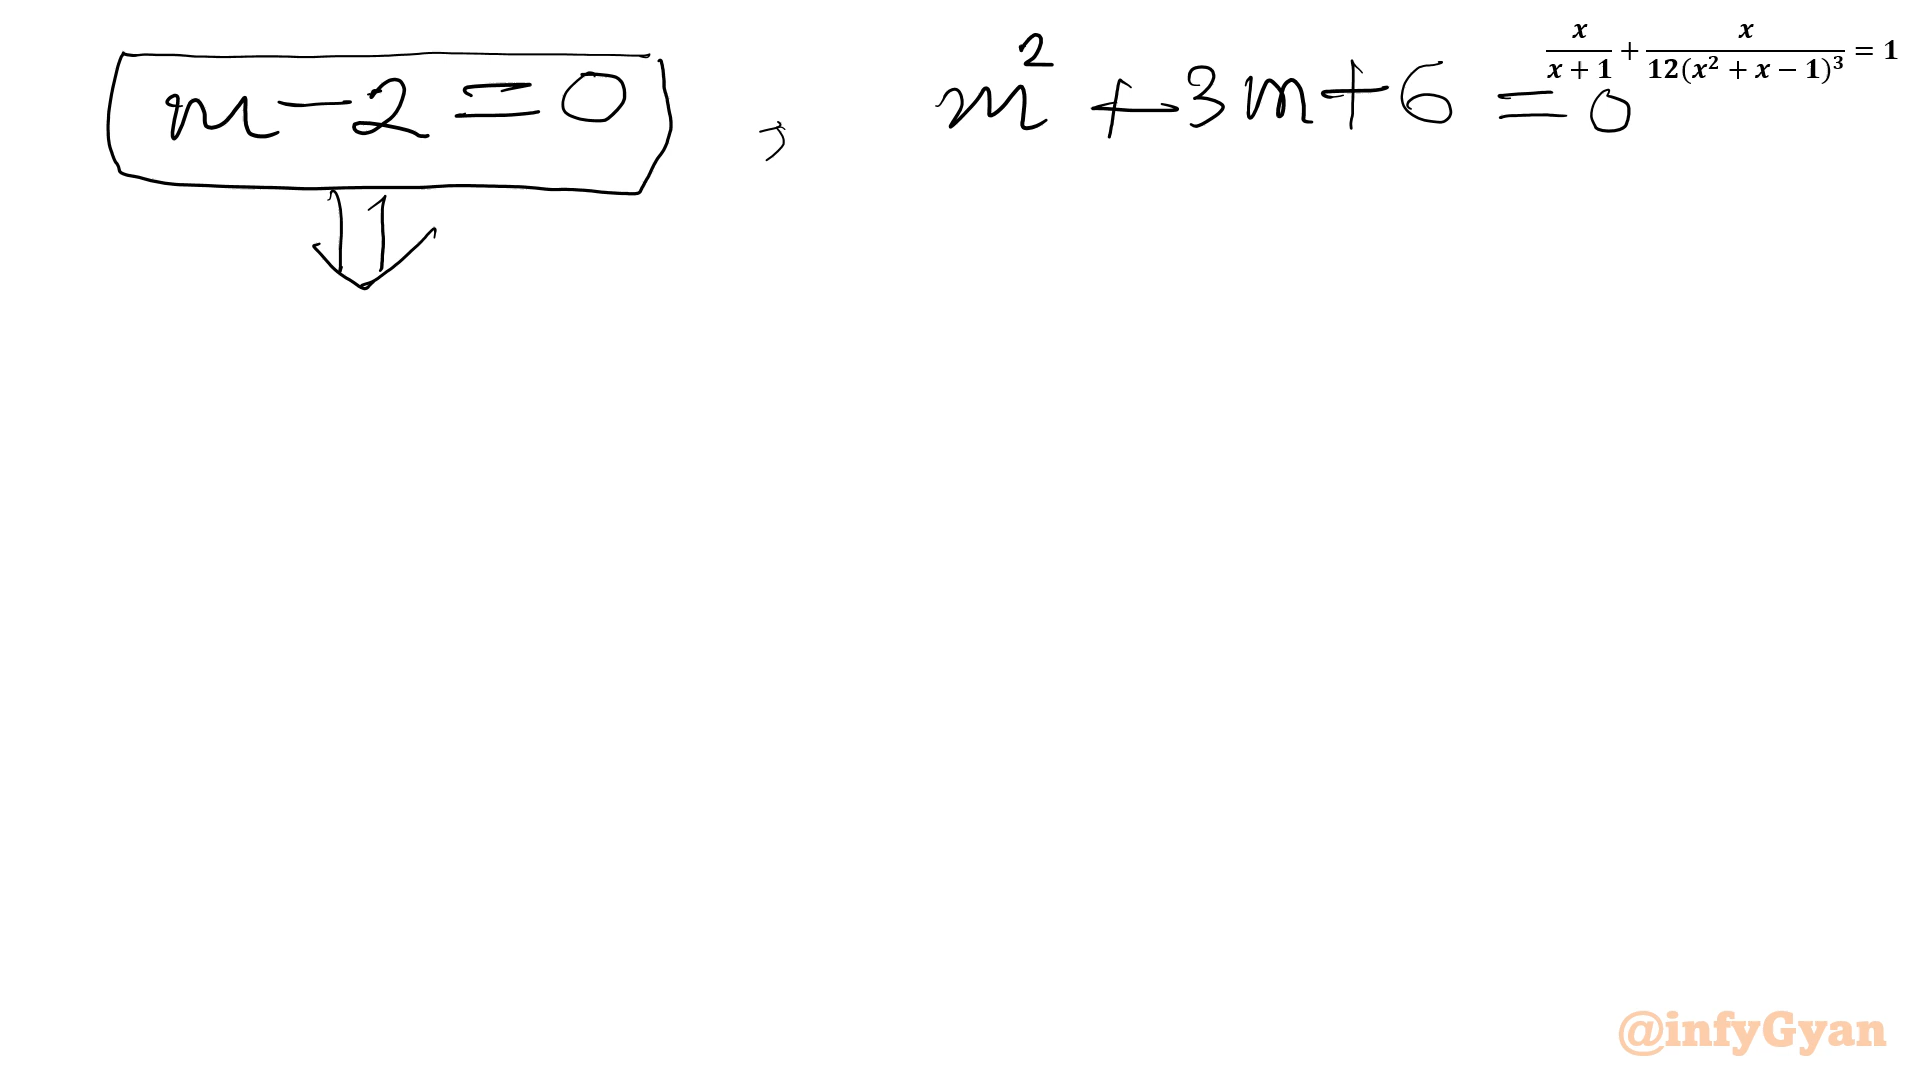 m - 2 = 0 , m² + 3m + 6 = 0
x/(x + 1) + x/(12(x² + x − 1)³) = 1
@infyGyan